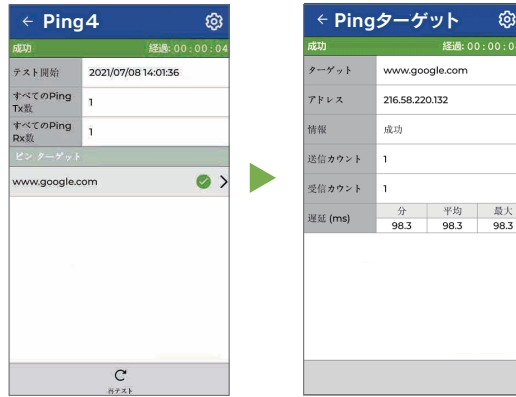 ← Ping4
成功 経過: 00:00:04
テスト開始 2021/07/08 14:01:36
すべてのPing
Tx数 1
すべてのPing
Rx数 1
ピン ターゲット
www.google.com
再テスト
← Pingターゲット
成功 経過: 00:00:0
ターゲット www.google.com
アドレス 216.58.220.132
情報 成功
送信カウント 1
受信カウント 1
遅延 (ms) 分 平均 最大
98.3 98.3 98.3